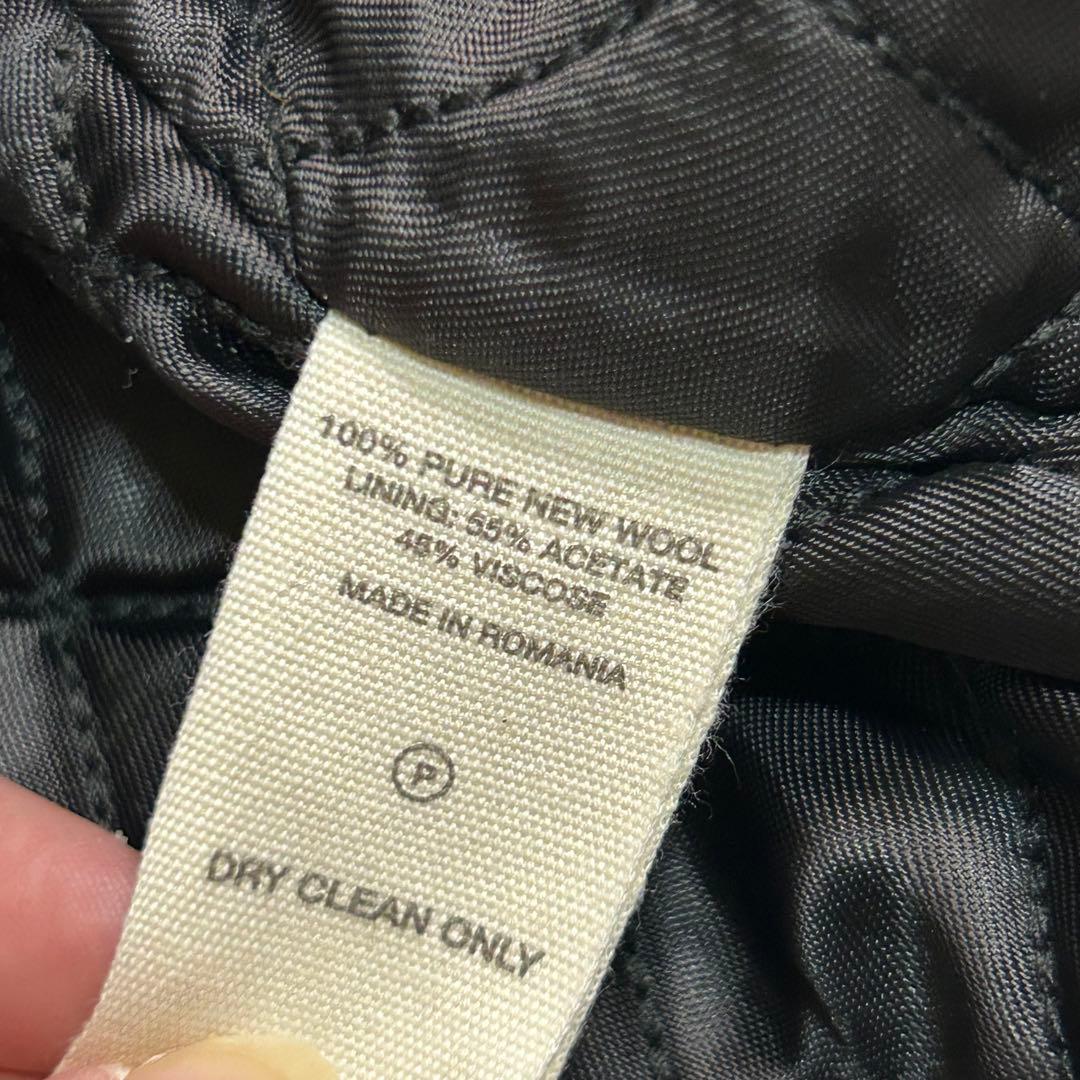 100% PURE NEW WOOL
LINING: 55% ACETATE
45% VISCOSE
MADE IN ROMANIA
P
DRY CLEAN ONLY